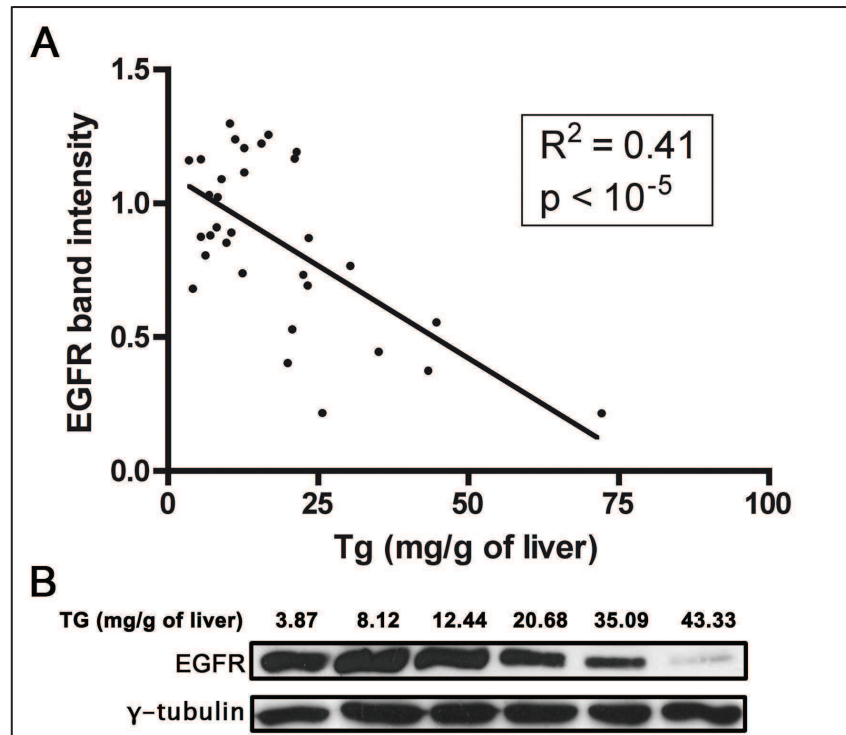 A
1.5
1.0
0.5
0.0
EGFR band intensity
R² = 0.41
p < 10⁻⁵
0 25 50 75 100
Tg (mg/g of liver)
B
TG (mg/g of liver) 3.87 8.12 12.44 20.68 35.09 43.33
EGFR
γ-tubulin